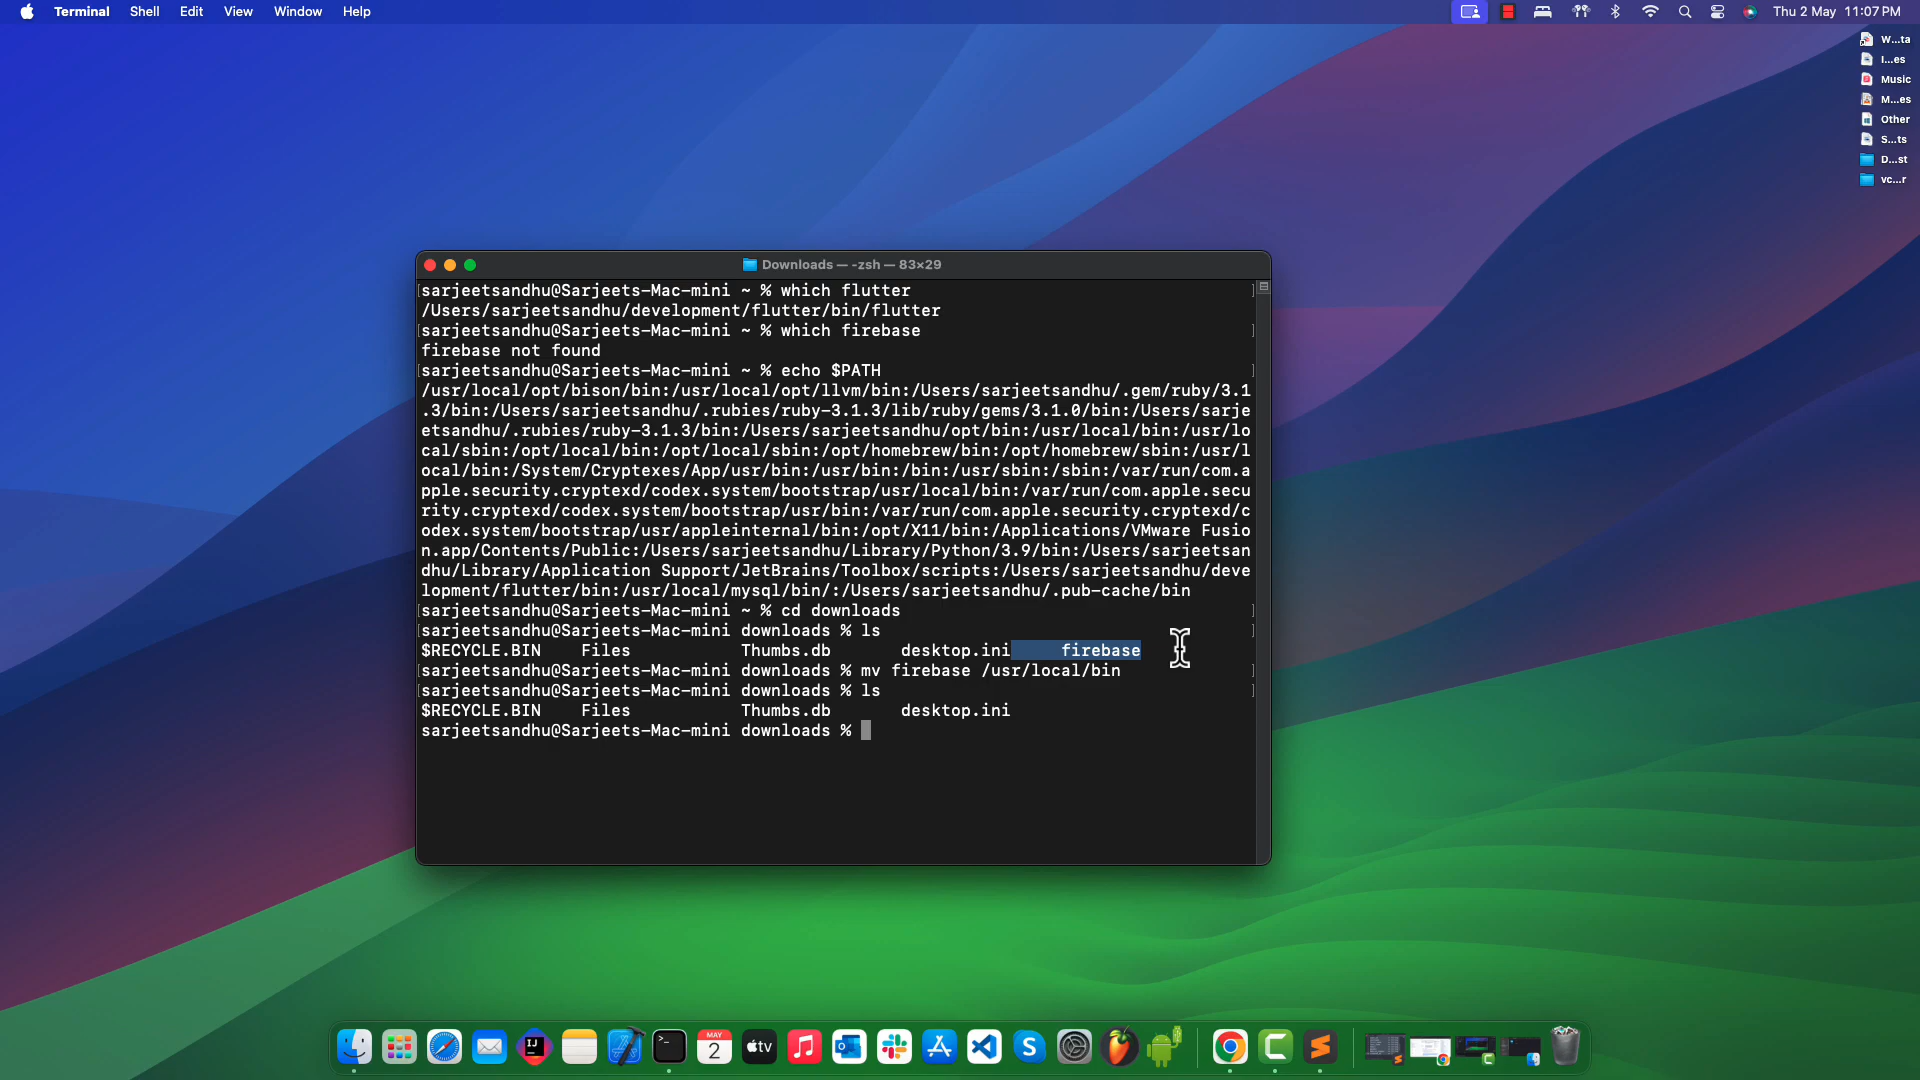 Terminal Shell Edit View Window Help
Thu 2 May 11:07 PM
W...ta
I...es
Music
M...es
Other
S...ts
D...st
vc...r
Downloads — -zsh — 83×29
sarjeetsandhu@Sarjeets-Mac-mini ~ % which flutter
/Users/sarjeetsandhu/development/flutter/bin/flutter
sarjeetsandhu@Sarjeets-Mac-mini ~ % which firebase
firebase not found
sarjeetsandhu@Sarjeets-Mac-mini ~ % echo $PATH
/usr/local/opt/bison/bin:/usr/local/opt/llvm/bin:/Users/sarjeetsandhu/.gem/ruby/3.1
.3/bin:/Users/sarjeetsandhu/.rubies/ruby-3.1.3/lib/ruby/gems/3.1.0/bin:/Users/sarje
etsandhu/.rubies/ruby-3.1.3/bin:/Users/sarjeetsandhu/opt/bin:/usr/local/bin:/usr/lo
cal/sbin:/opt/local/bin:/opt/local/sbin:/opt/homebrew/bin:/opt/homebrew/sbin:/usr/l
ocal/bin:/System/Cryptexes/App/usr/bin:/usr/bin:/bin:/usr/sbin:/sbin:/var/run/com.a
pple.security.cryptexd/codex.system/bootstrap/usr/local/bin:/var/run/com.apple.secu
rity.cryptexd/codex.system/bootstrap/usr/bin:/var/run/com.apple.security.cryptexd/c
odex.system/bootstrap/usr/appleinternal/bin:/opt/X11/bin:/Applications/VMware Fusio
n.app/Contents/Public:/Users/sarjeetsandhu/Library/Python/3.9/bin:/Users/sarjeetsan
dhu/Library/Application Support/JetBrains/Toolbox/scripts:/Users/sarjeetsandhu/deve
lopment/flutter/bin:/usr/local/mysql/bin/:/Users/sarjeetsandhu/.pub-cache/bin
sarjeetsandhu@Sarjeets-Mac-mini ~ % cd downloads
sarjeetsandhu@Sarjeets-Mac-mini downloads % ls
$RECYCLE.BIN Files Thumbs.db desktop.ini firebase
sarjeetsandhu@Sarjeets-Mac-mini downloads % mv firebase /usr/local/bin
sarjeetsandhu@Sarjeets-Mac-mini downloads % ls
$RECYCLE.BIN Files Thumbs.db desktop.ini
sarjeetsandhu@Sarjeets-Mac-mini downloads %
IJ
MAY
2
tv